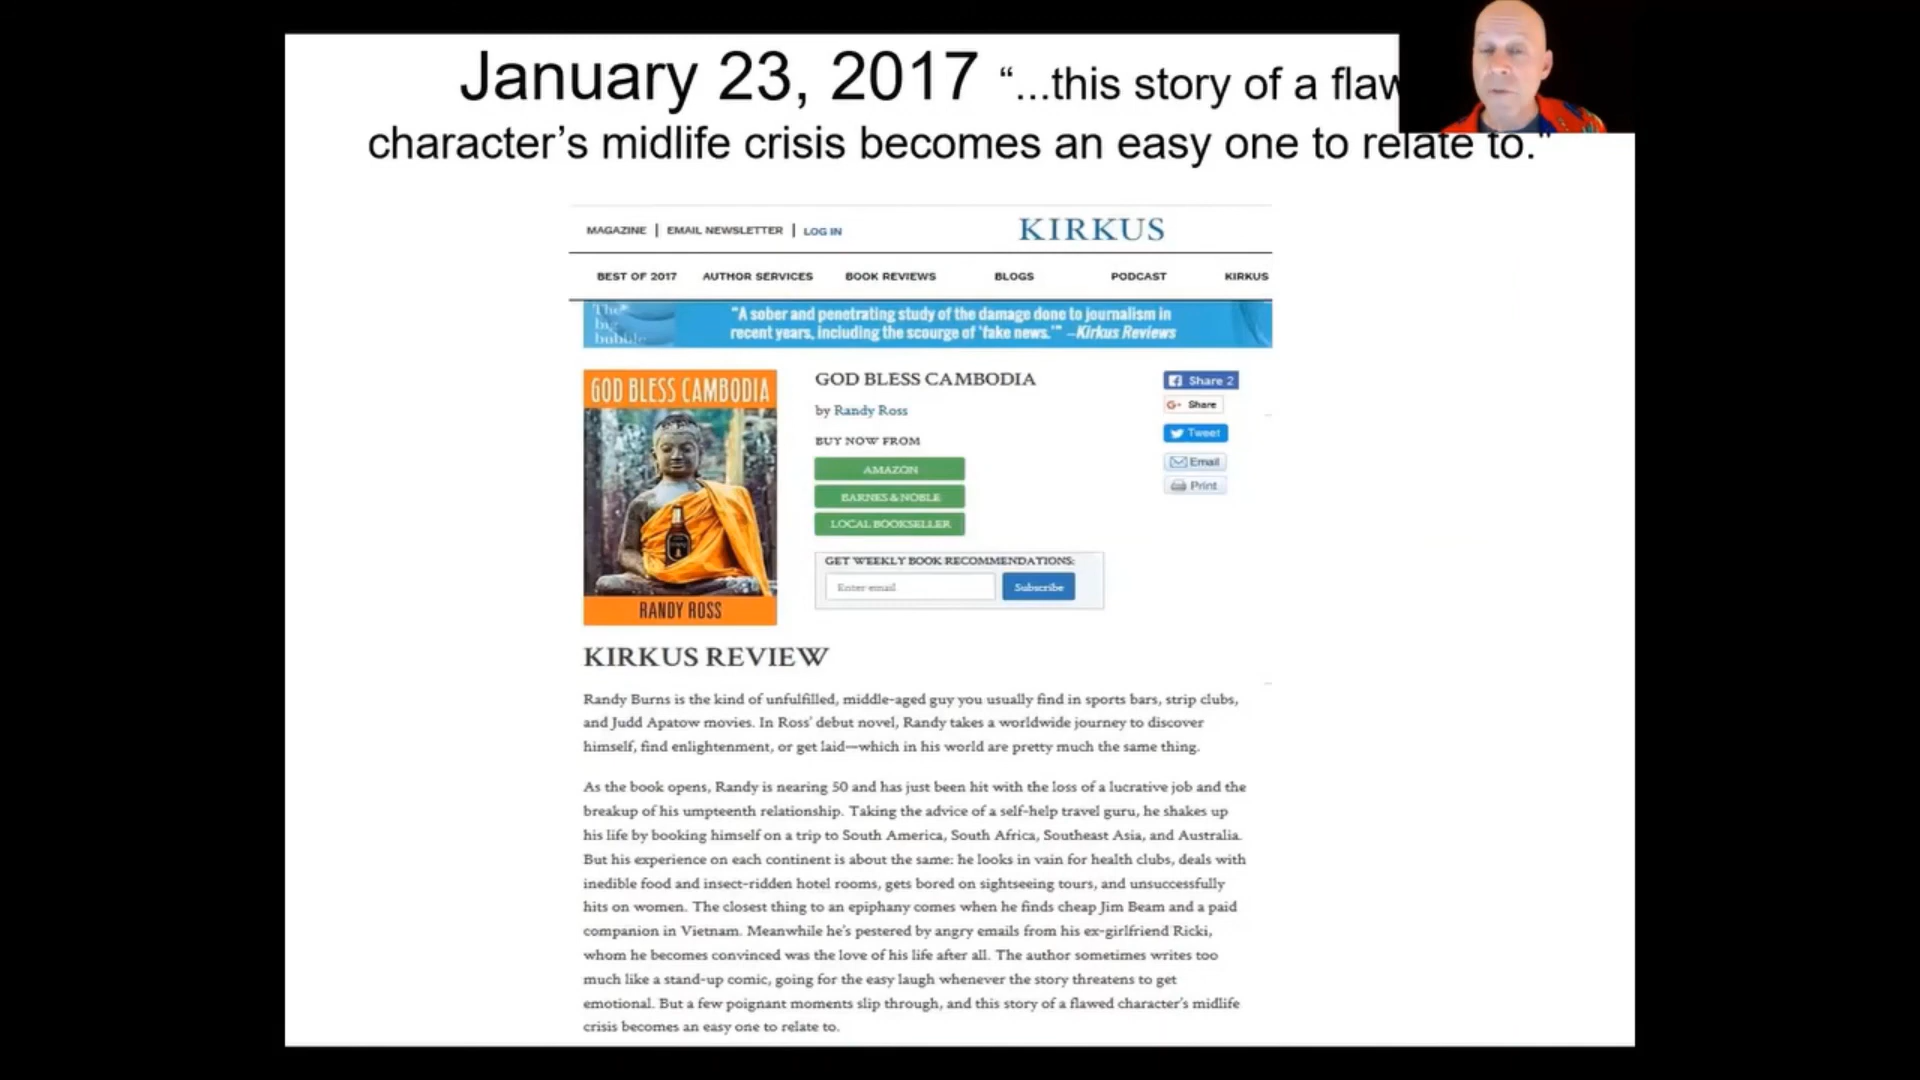 January 23, 2017 “...this story of a flaw
character’s midlife crisis becomes an easy one to relate to."
MAGAZINE | EMAIL NEWSLETTER | LOG IN
KIRKUS
BEST OF 2017 AUTHOR SERVICES BOOK REVIEWS BLOGS PODCAST KIRKUS
The
big
bubble
"A sober and penetrating study of the damage done to journalism in
recent years, including the scourge of 'fake news.'" –Kirkus Reviews
GOD BLESS CAMBODIA
RANDY ROSS
GOD BLESS CAMBODIA
by Randy Ross
BUY NOW FROM
AMAZON
BARNES & NOBLE
LOCAL BOOKSELLER
GET WEEKLY BOOK RECOMMENDATIONS:
Enter email
Subscribe
Share 2
G+ Share
Tweet
Email
Print
KIRKUS REVIEW
Randy Burns is the kind of unfulfilled, middle-aged guy you usually find in sports bars, strip clubs,
and Judd Apatow movies. In Ross' debut novel, Randy takes a worldwide journey to discover
himself, find enlightenment, or get laid—which in his world are pretty much the same thing.
As the book opens, Randy is nearing 50 and has just been hit with the loss of a lucrative job and the
breakup of his umpteenth relationship. Taking the advice of a self-help travel guru, he shakes up
his life by booking himself on a trip to South America, South Africa, Southeast Asia, and Australia.
But his experience on each continent is about the same: he looks in vain for health clubs, deals with
inedible food and insect-ridden hotel rooms, gets bored on sightseeing tours, and unsuccessfully
hits on women. The closest thing to an epiphany comes when he finds cheap Jim Beam and a paid
companion in Vietnam. Meanwhile he's pestered by angry emails from his ex-girlfriend Ricki,
whom he becomes convinced was the love of his life after all. The author sometimes writes too
much like a stand-up comic, going for the easy laugh whenever the story threatens to get
emotional. But a few poignant moments slip through, and this story of a flawed character's midlife
crisis becomes an easy one to relate to.